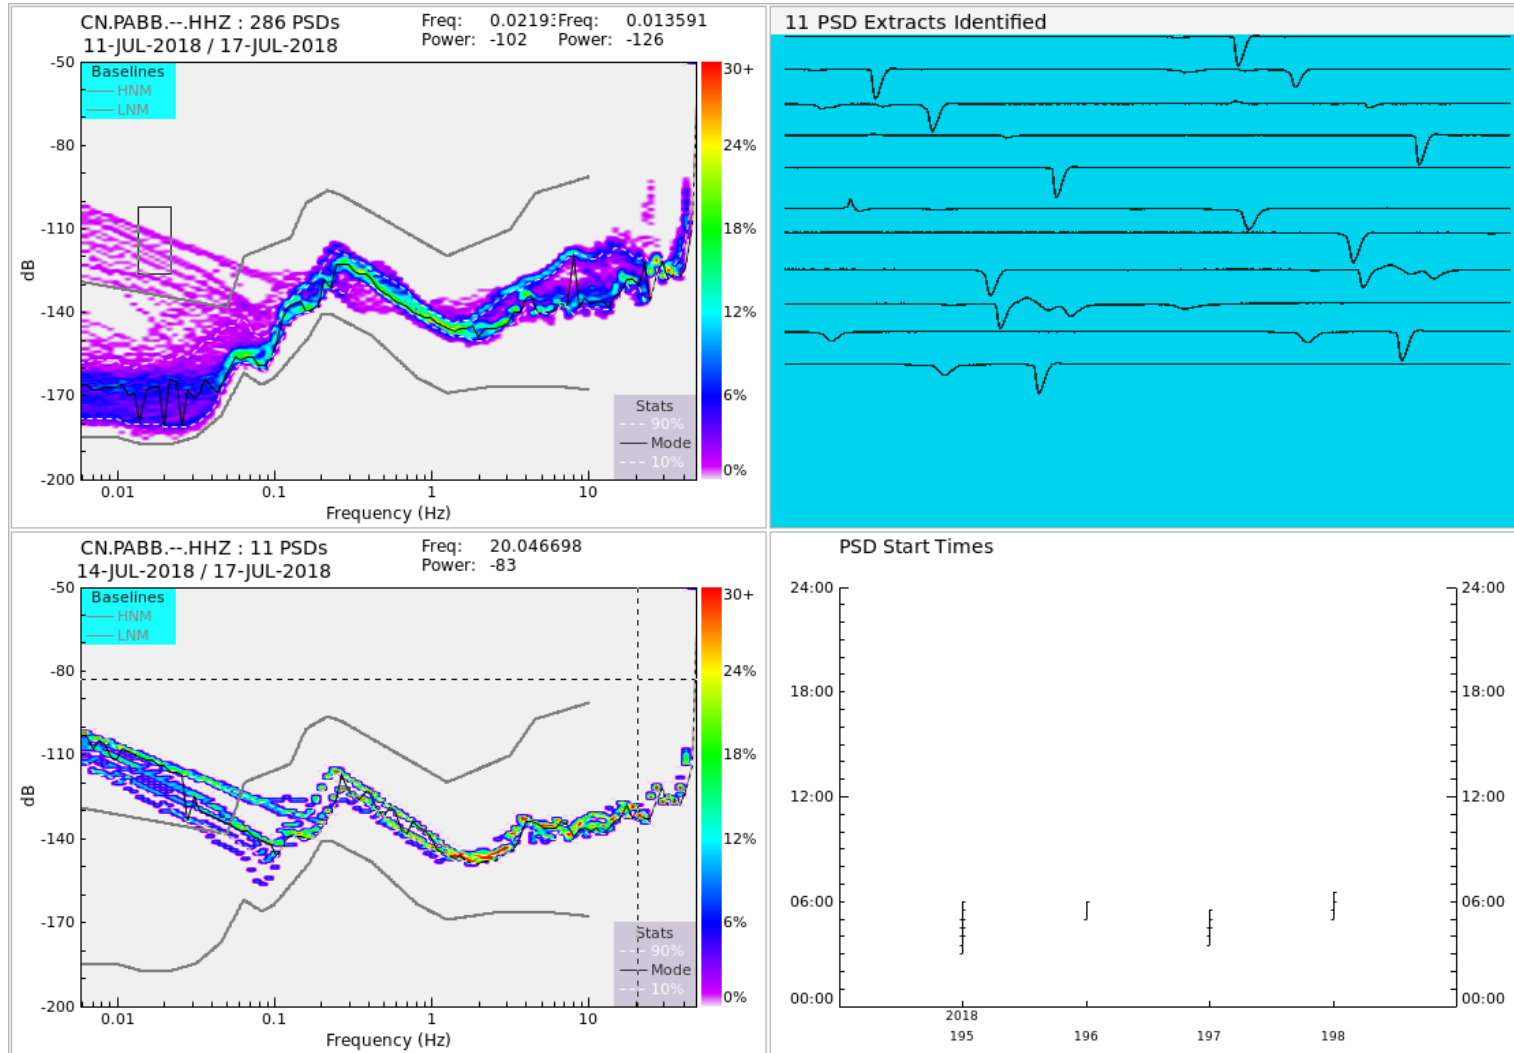 CN.PABB.--.HHZ : 286 PSDs
11-JUL-2018 / 17-JUL-2018
Freq: 0.02193 Freq: 0.013591
Power: -102 Power: -126
Baselines
HNM
LNM
-50
-80
-110
-140
-170
-200
dB
0.01
0.1
1
10
Frequency (Hz)
Stats
90%
Mode
10%
30+
24%
18%
12%
6%
0%
11 PSD Extracts Identified
CN.PABB.--.HHZ : 11 PSDs
14-JUL-2018 / 17-JUL-2018
Freq: 20.046698
Power: -83
Baselines
HNM
LNM
-50
-80
-110
-140
-170
-200
dB
0.01
0.1
1
10
Frequency (Hz)
Stats
90%
Mode
10%
30+
24%
18%
12%
6%
0%
PSD Start Times
24:00
18:00
12:00
06:00
00:00
24:00
18:00
12:00
06:00
00:00
2018
195
196
197
198